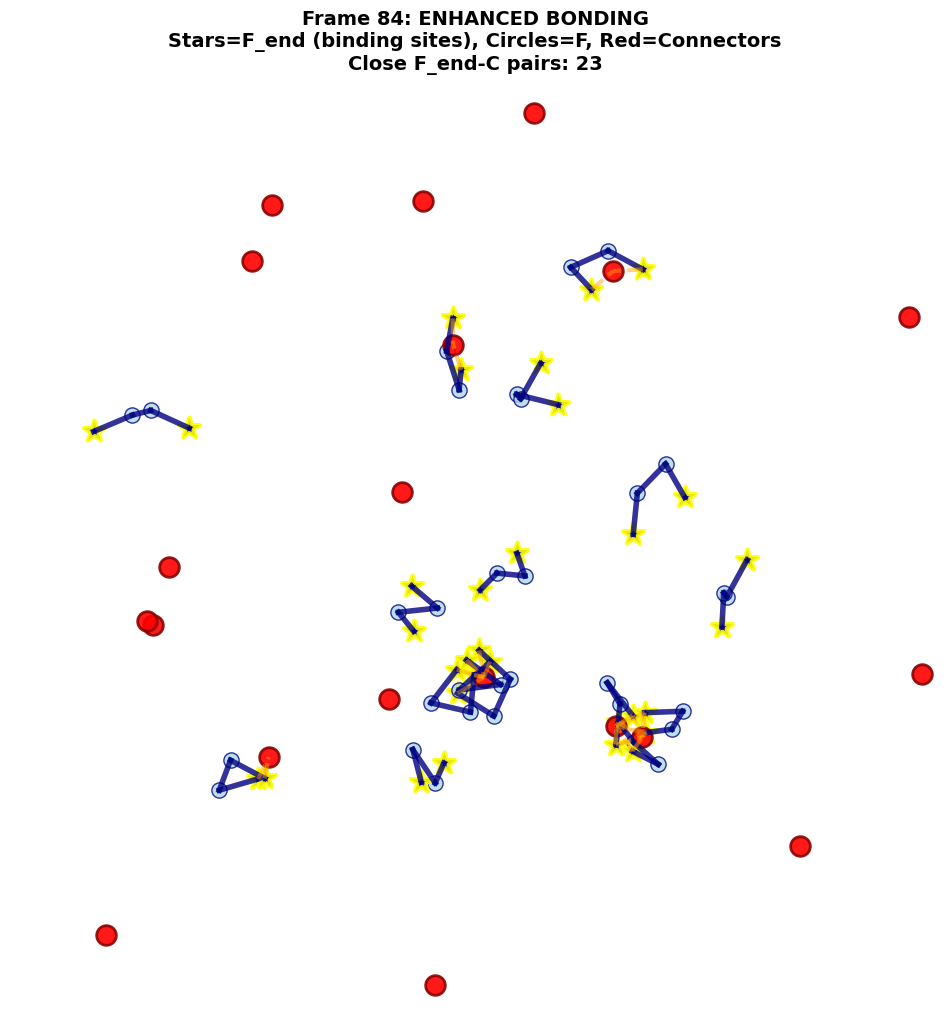 Frame 84: ENHANCED BONDING
Stars=F_end (binding sites), Circles=F, Red=Connectors
Close F_end-C pairs: 23